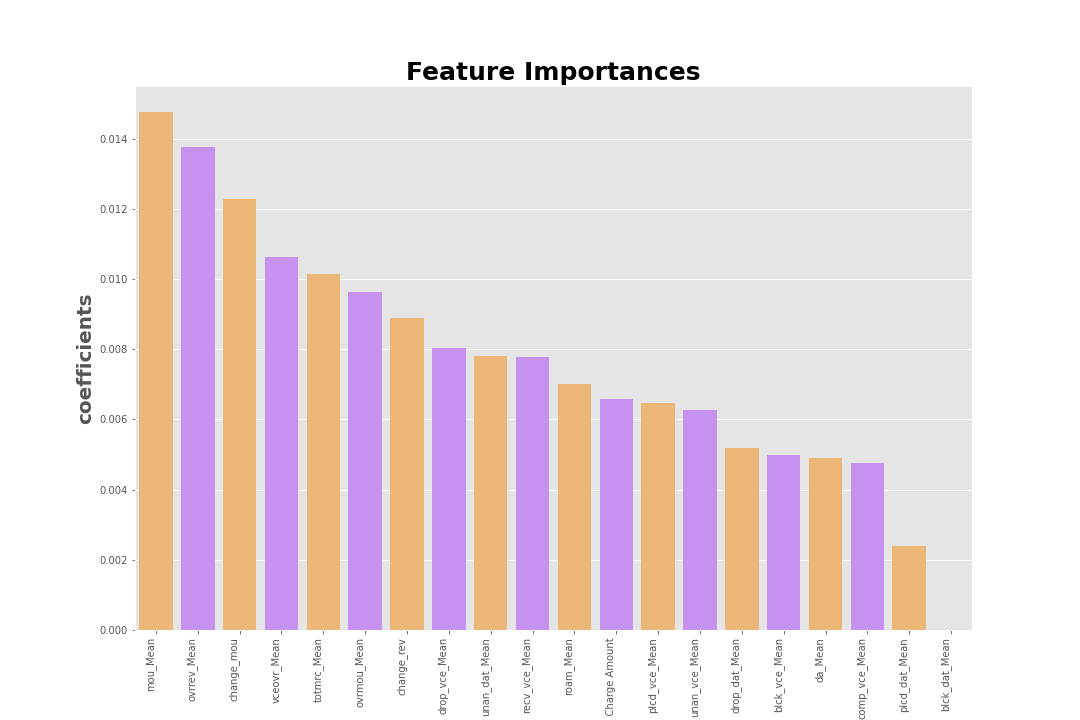 Feature Importances
coefficients
0.014
0.012
0.010
0.008
0.006
0.004
0.002
0.000
mou_Mean
ovrrev_Mean
change_mou
vceovr_Mean
totmrc_Mean
ovrmou_Mean
change_rev
drop_vce_Mean
unan_dat_Mean
recv_vce_Mean
roam_Mean
Charge Amount
plcd_vce_Mean
unan_vce_Mean
drop_dat_Mean
blck_vce_Mean
da_Mean
comp_vce_Mean
plcd_dat_Mean
blck_dat_Mean